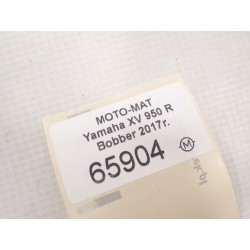 MOTO-MAT
Yamaha XV 950 R
Bobber 2017r.
65904
M